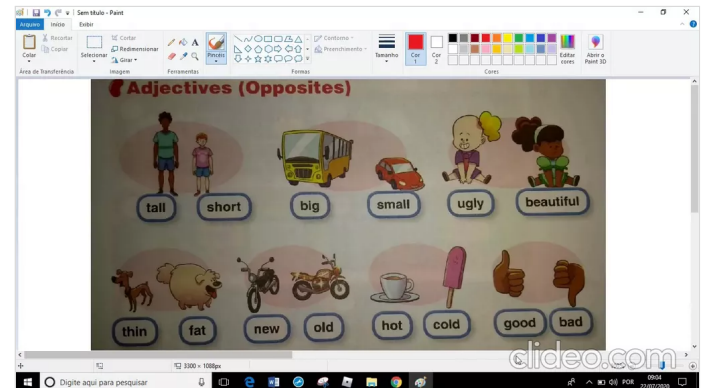 Sem título - Paint
Arquivo Início Exibir
Colar
Recortar
Copiar
Área de Transferência
Selecionar
Cortar
Redimensionar
Girar
Imagem
Ferramentas
Pincéis
Formas
Contorno
Preenchimento
Tamanho
Cor 1
Cor 2
Cores
Editar cores
Abrir o Paint 3D
Adjectives (Opposites)
tall short big small ugly beautiful
thin fat new old hot cold good bad
clideo.com
3300 × 1088px
Digite aqui para pesquisar
POR
09:04
22/07/2020